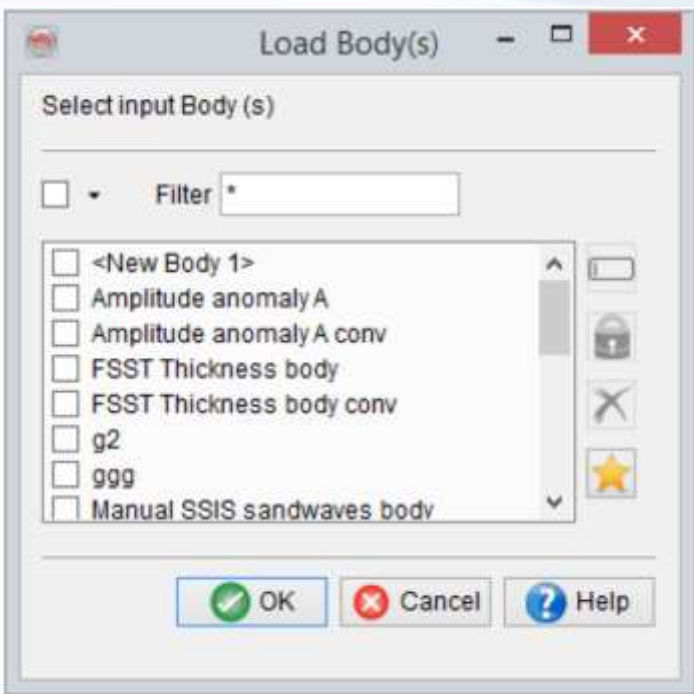 Load Body(s)
Select input Body (s)
Filter *
<New Body 1>
Amplitude anomaly A
Amplitude anomaly A conv
FSST Thickness body
FSST Thickness body conv
g2
ggg
Manual SSIS sandwaves body
OK Cancel Help